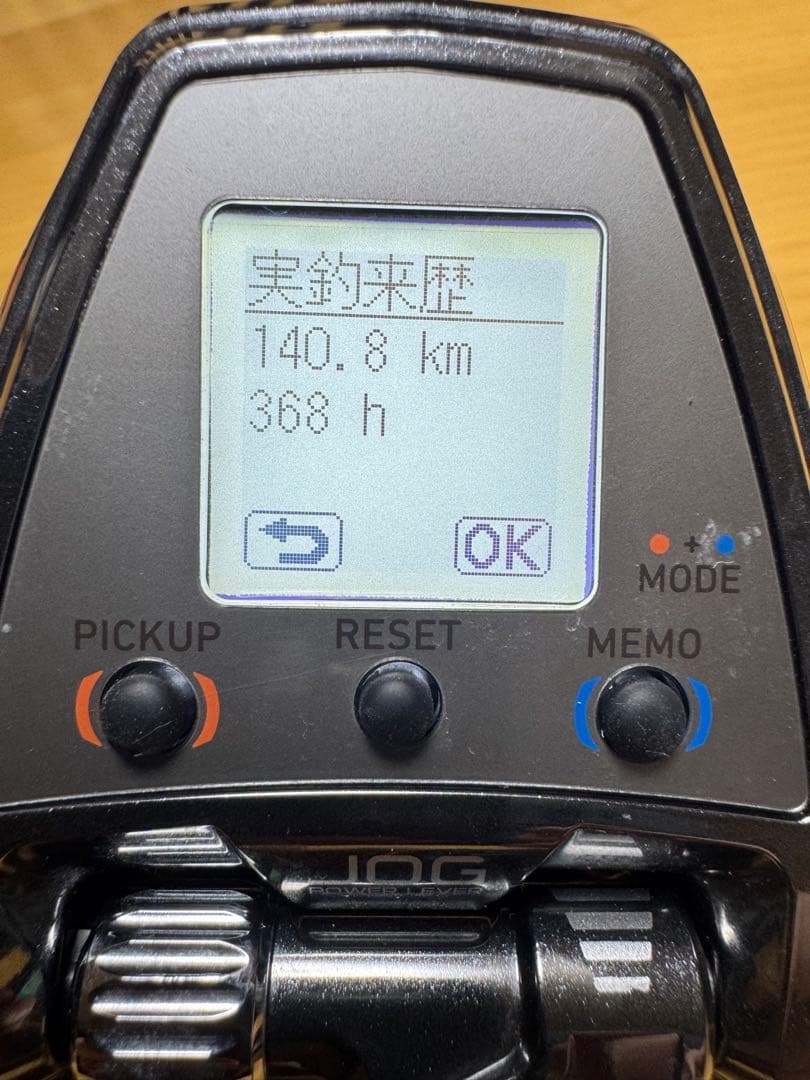 実釣来歴
140.8 km
368 h
OK
MODE
PICKUP
RESET
MEMO
JOG
POWER LEVER